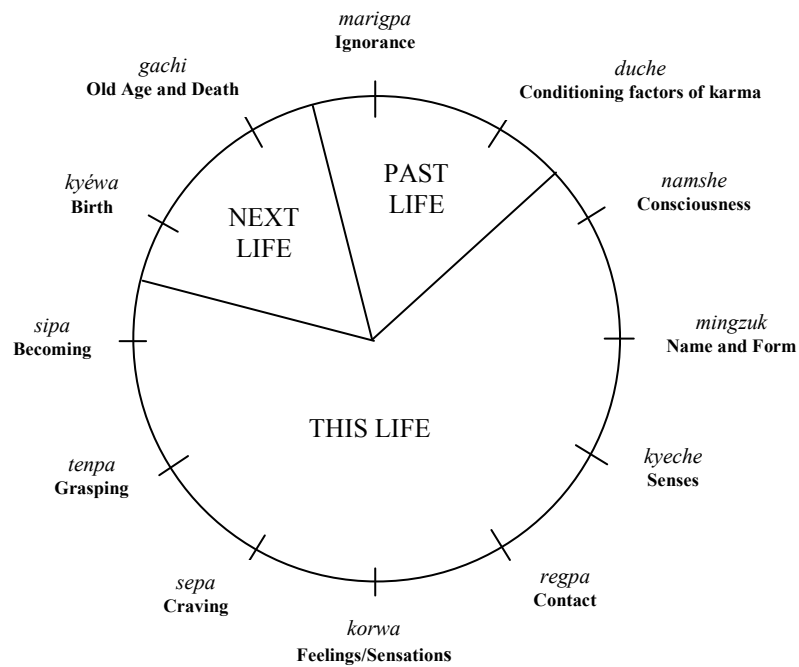 marigpa
Ignorance
duche
Conditioning factors of karma
namshe
Consciousness
mingzuk
Name and Form
kyeche
Senses
regpa
Contact
korwa
Feelings/Sensations
sepa
Craving
tenpa
Grasping
sipa
Becoming
kyéwa
Birth
gachi
Old Age and Death
PAST
LIFE
NEXT
LIFE
THIS LIFE